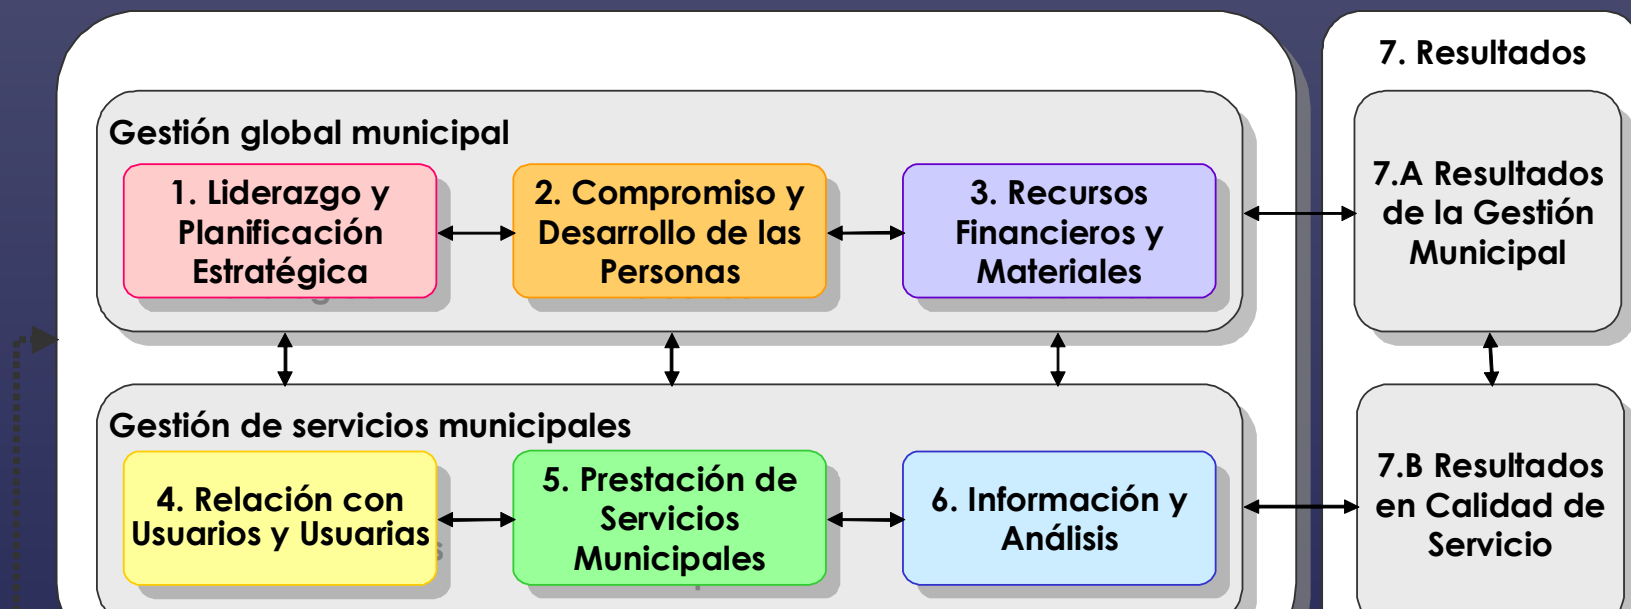 7. Resultados
Gestión global municipal
1. Liderazgo y
Planificación
Estratégica
2. Compromiso y
Desarrollo de las
Personas
3. Recursos
Financieros y
Materiales
7.A Resultados
de la Gestión
Municipal
Gestión de servicios municipales
4. Relación con
Usuarios y Usuarias
5. Prestación de
Servicios
Municipales
6. Información y
Análisis
7.B Resultados
en Calidad de
Servicio